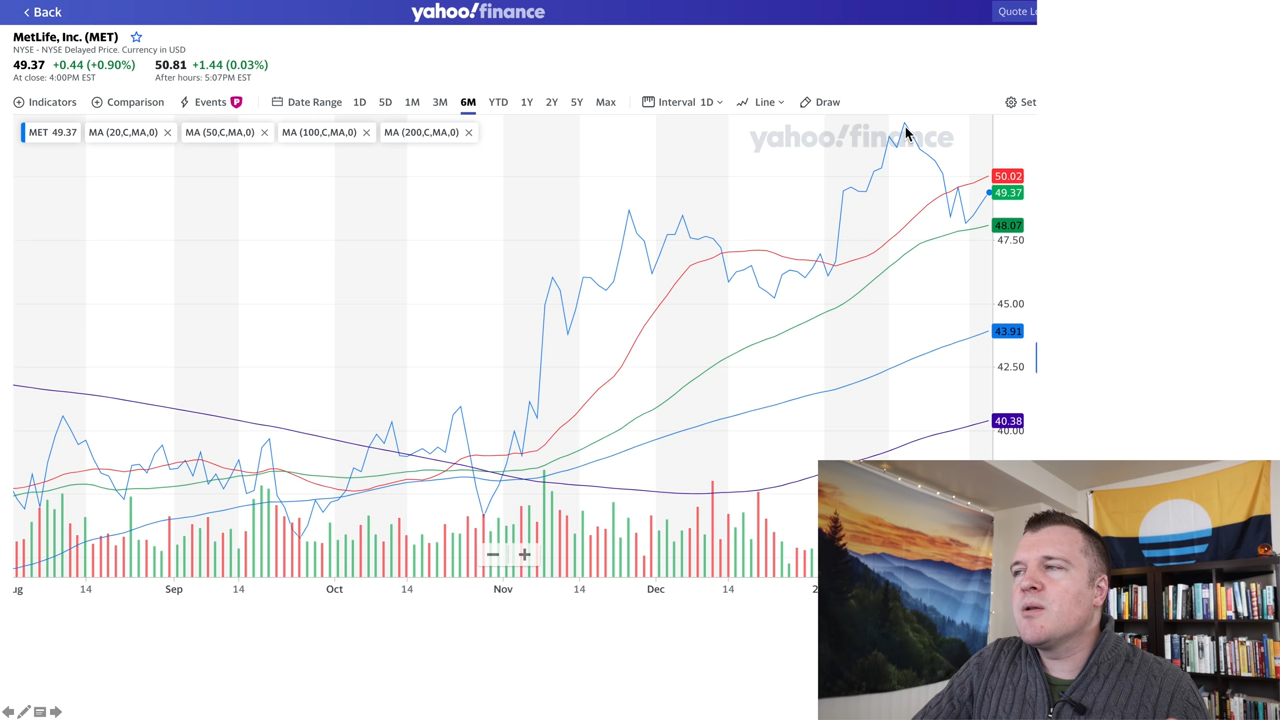 Back
yahoo!finance
Quote Lo
MetLife, Inc. (MET)
NYSE - NYSE Delayed Price. Currency in USD
49.37 +0.44 (+0.90%) 50.81 +1.44 (0.03%)
At close: 4:00PM EST After hours: 5:07PM EST
Indicators Comparison Events P Date Range 1D 5D 1M 3M 6M YTD 1Y 2Y 5Y Max Interval 1D Line Draw Set
MET 49.37 MA (20,C,MA,0) MA (50,C,MA,0) MA (100,C,MA,0) MA (200,C,MA,0)
yahoo!finance
50.02
49.37
48.07
47.50
45.00
43.91
42.50
40.38
40.00
ug 14 Sep 14 Oct 14 Nov 14 Dec 14 2